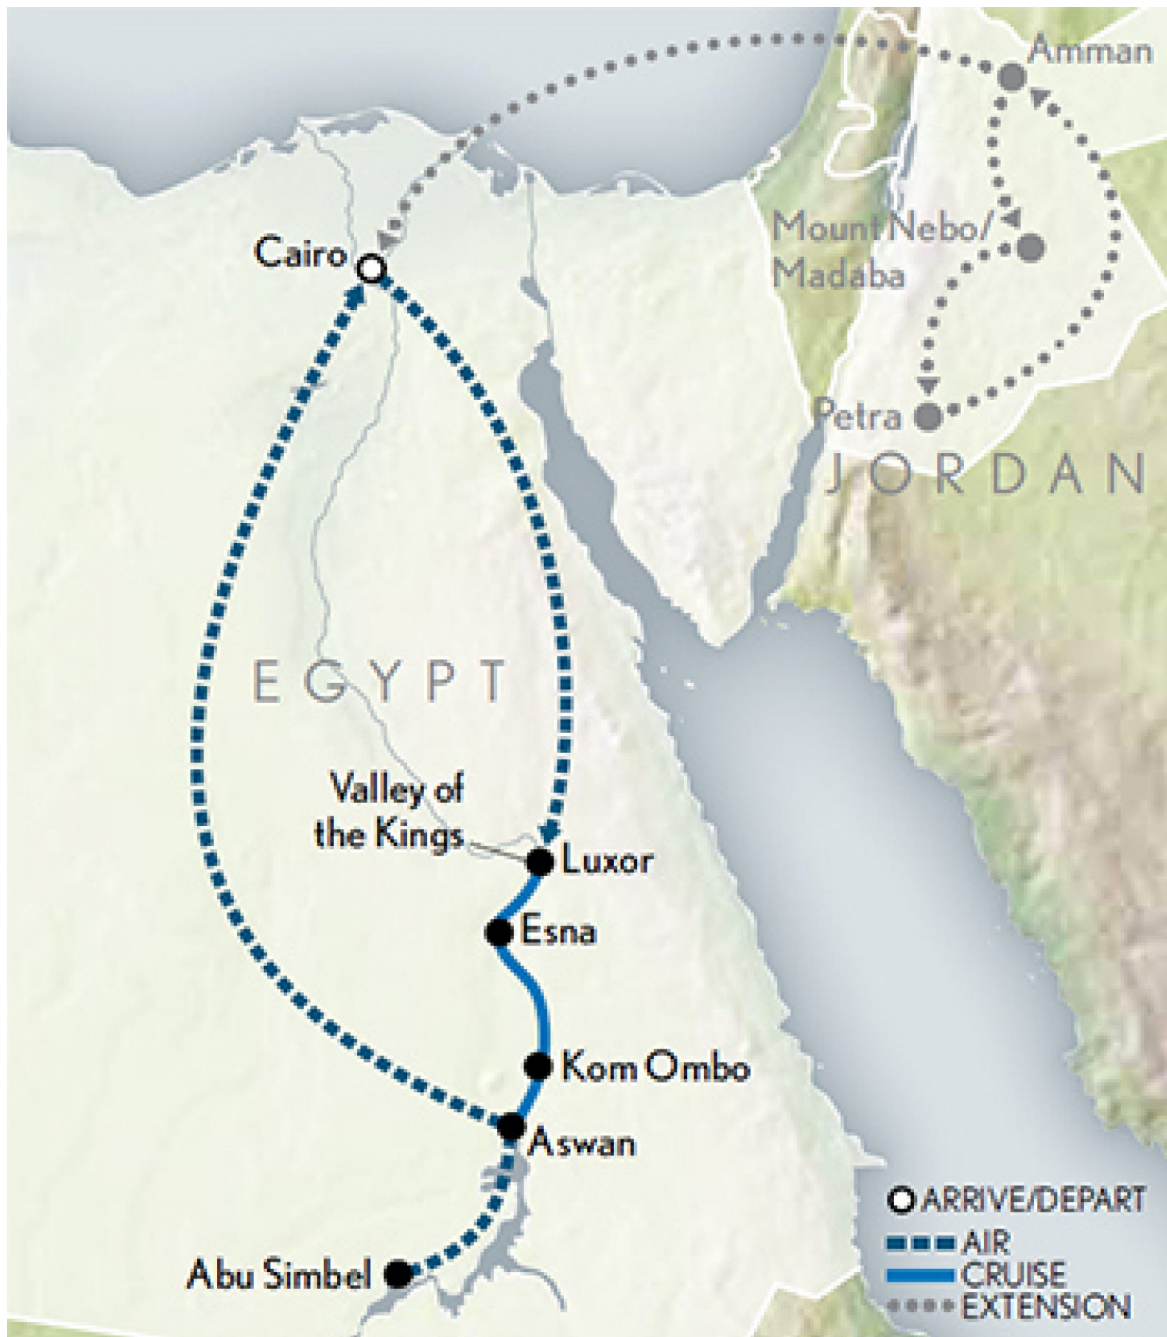 Amman
Mount Nebo/
Madaba
Cairo
Petra
JORDAN
EGYPT
Valley of
the Kings
Luxor
Esna
Kom Ombo
Aswan
Abu Simbel
ARRIVE/DEPART
AIR
CRUISE
EXTENSION